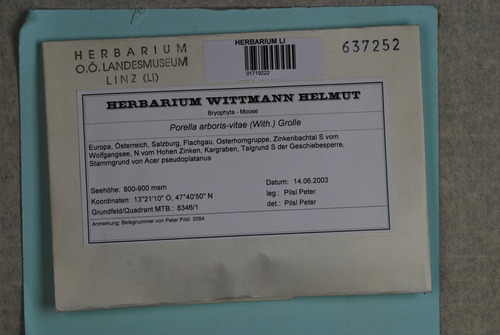 HERBARIUM
O.Ö. LANDESMUSEUM
LINZ (LI)
HERBARIUM LI
01719222
637252
HERBARIUM WITTMANN HELMUT
Bryophyta - Moose
Porella arboris-vitae (With.) Grolle
Europa, Österreich, Salzburg, Flachgau, Osterhorngruppe, Zinkenbachtal S vom
Wolfgangsee, N vom Hohen Zinken, Kargraben, Talgrund S der Geschiebesperre,
Stammgrund von Acer pseudoplatanus
Seehöhe: 800-900 msm
Datum: 14.06.2003
Koordinaten: 13°21'10" O, 47°40'50" N
leg.: Pilsl Peter
Grundfeld/Quadrant MTB.: 8346/1
det.: Pilsl Peter
Anmerkung: Belegnummer von Peter Pilsl: 3584